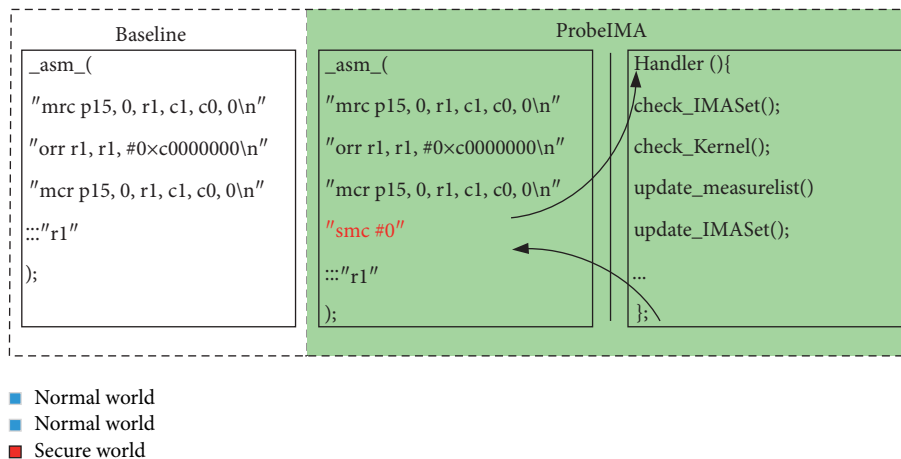 Baseline
_asm_(
"mrc p15, 0, r1, c1, c0, 0\n"
"orr r1, r1, #0×c0000000\n"
"mcr p15, 0, r1, c1, c0, 0\n"
:::"r1"
);
ProbeIMA
_asm_(
"mrc p15, 0, r1, c1, c0, 0\n"
"orr r1, r1, #0×c0000000\n"
"mcr p15, 0, r1, c1, c0, 0\n"
"smc #0"
:::"r1"
);
Handler (){
check_IMASet();
check_Kernel();
update_measurelist()
update_IMASet();
...
};
Normal world
Normal world
Secure world